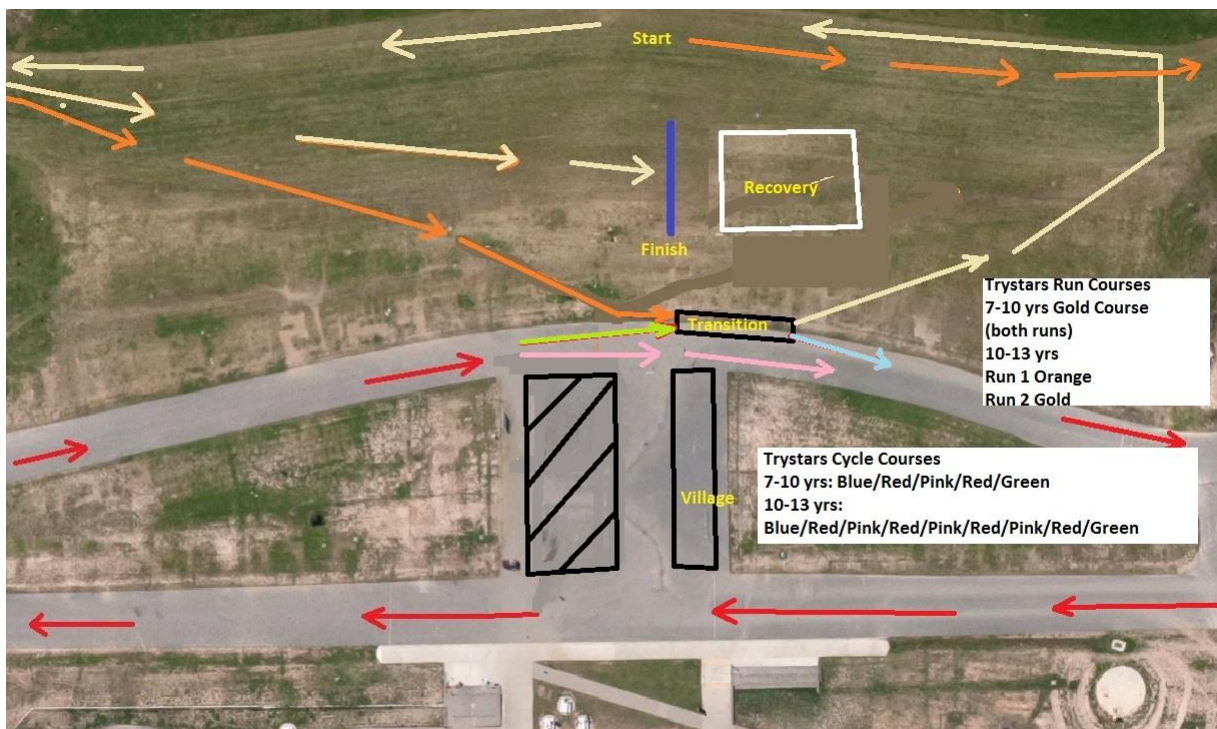 Start
Recovery
Finish
Transition
Trystars Run Courses
7-10 yrs Gold Course
(both runs)
10-13 yrs
Run 1 Orange
Run 2 Gold
Village
Trystars Cycle Courses
7-10 yrs: Blue/Red/Pink/Red/Green
10-13 yrs:
Blue/Red/Pink/Red/Pink/Red/Pink/Red/Green